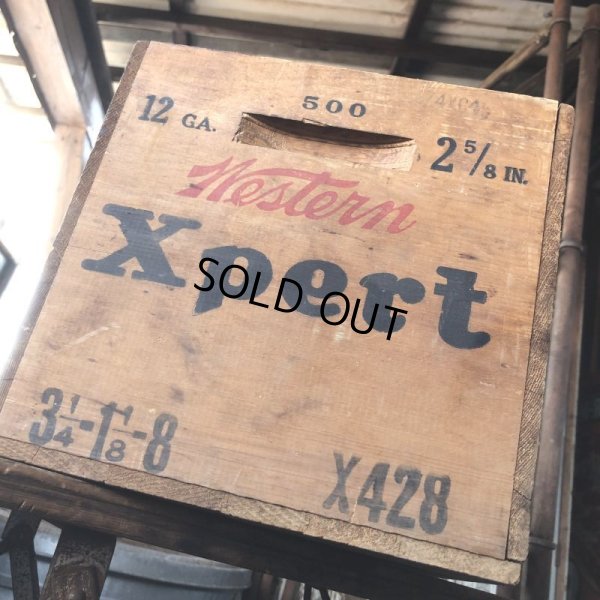 500
12 GA.
2 5/8 IN.
Western
Xpert
SOLD OUT
3 1/4 - 1 1/8 - 8
X428